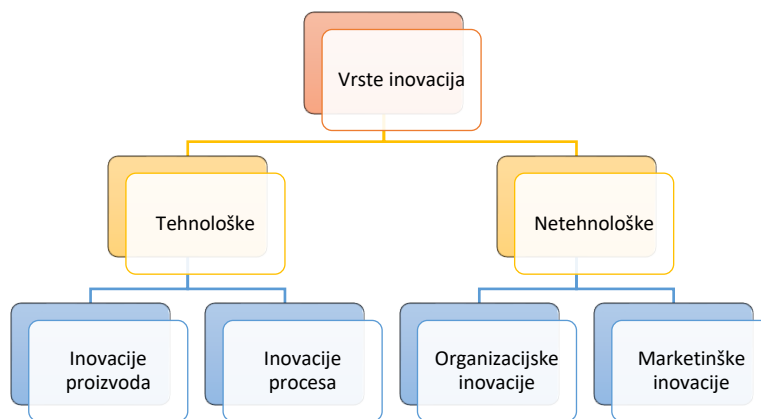 Vrste inovacija
Tehnološke
Netehnološke
Inovacije
proizvoda
Inovacije
procesa
Organizacijske
inovacije
Marketinške
inovacije